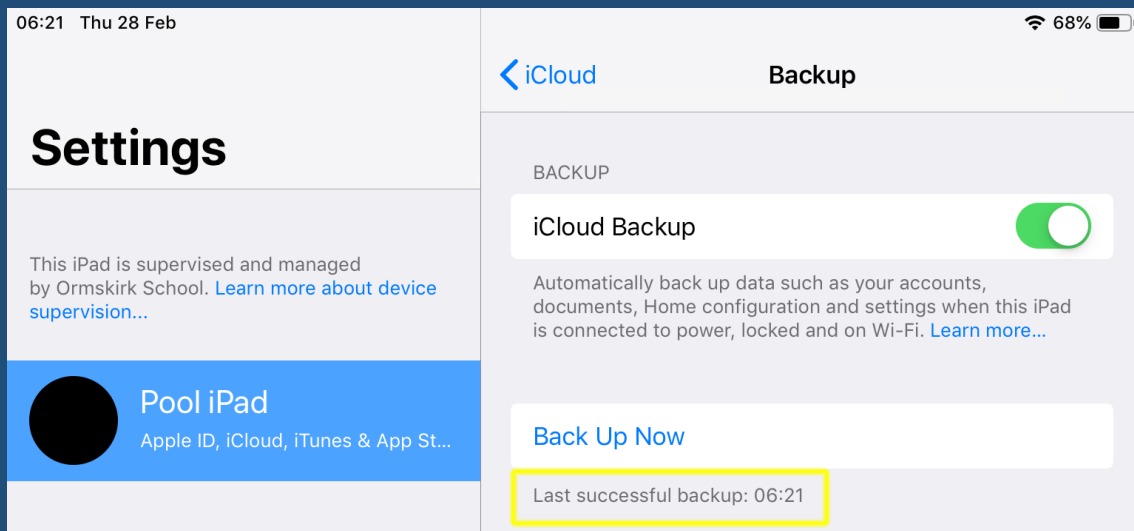 06:21 Thu 28 Feb
68%
Settings
This iPad is supervised and managed
by Ormskirk School. Learn more about device
supervision...
Pool iPad
Apple ID, iCloud, iTunes & App St...
iCloud
Backup
BACKUP
iCloud Backup
Automatically back up data such as your accounts,
documents, Home configuration and settings when this iPad
is connected to power, locked and on Wi-Fi. Learn more...
Back Up Now
Last successful backup: 06:21